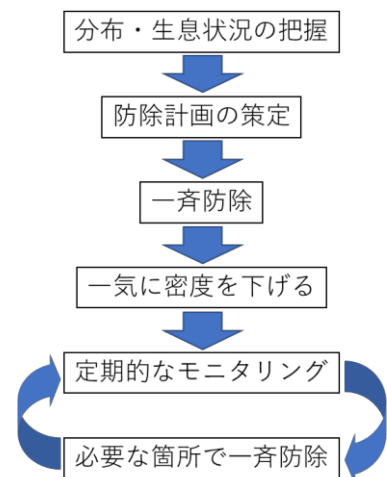 分布・生息状況の把握
防除計画の策定
一斉防除
一気に密度を下げる
定期的なモニタリング
必要な箇所で一斉防除